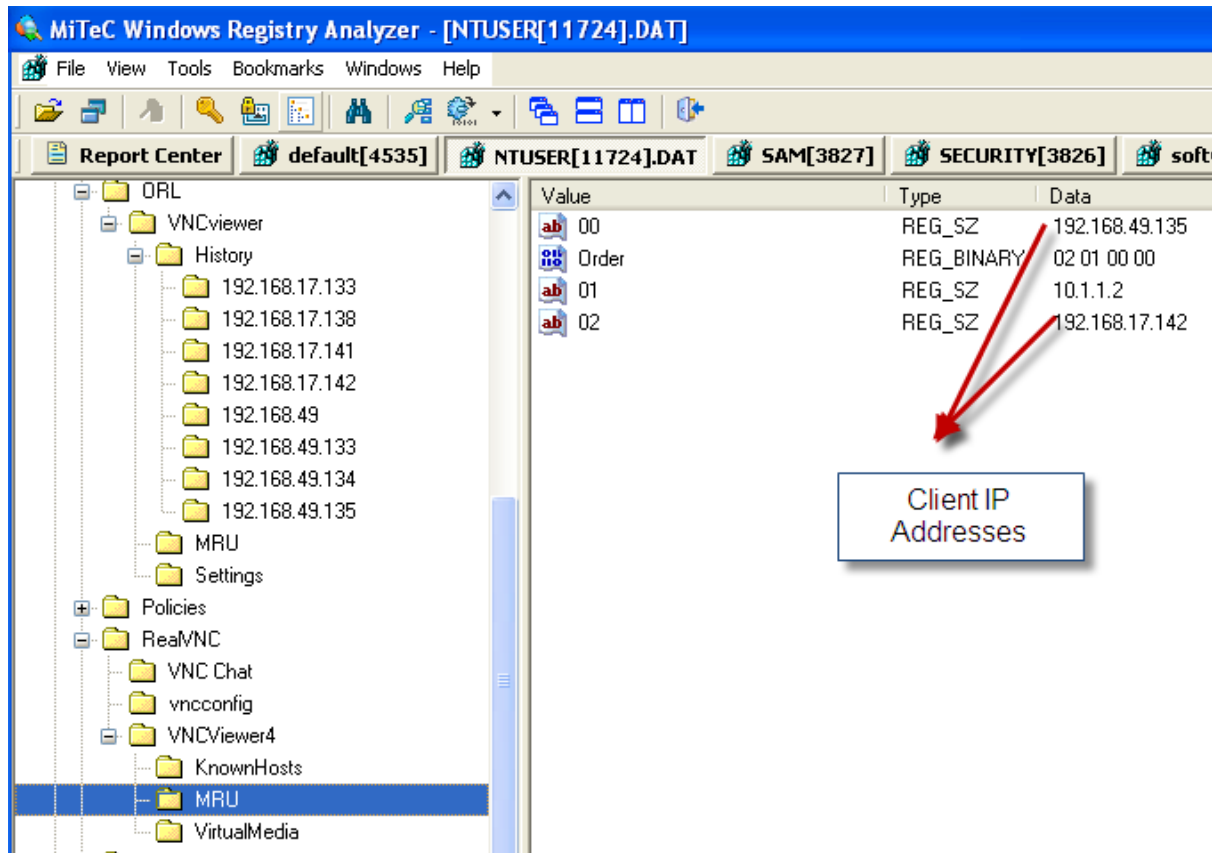 MiTeC Windows Registry Analyzer - [NTUSER[11724].DAT]
File View Tools Bookmarks Windows Help
Report Center default[4535] NTUSER[11724].DAT SAM[3827] SECURITY[3826]
ORL
VNCviewer
History
192.168.17.133
192.168.17.138
192.168.17.141
192.168.17.142
192.168.49
192.168.49.133
192.168.49.134
192.168.49.135
MRU
Settings
Policies
RealVNC
VNC Chat
vncconfig
VNCViewer4
KnownHosts
MRU
VirtualMedia
Value Type Data
ab 00 REG_SZ 192.168.49.135
Order REG_BINARY 02 01 00 00
ab 01 REG_SZ 10.1.1.2
ab 02 REG_SZ 192.168.17.142
Client IP
Addresses